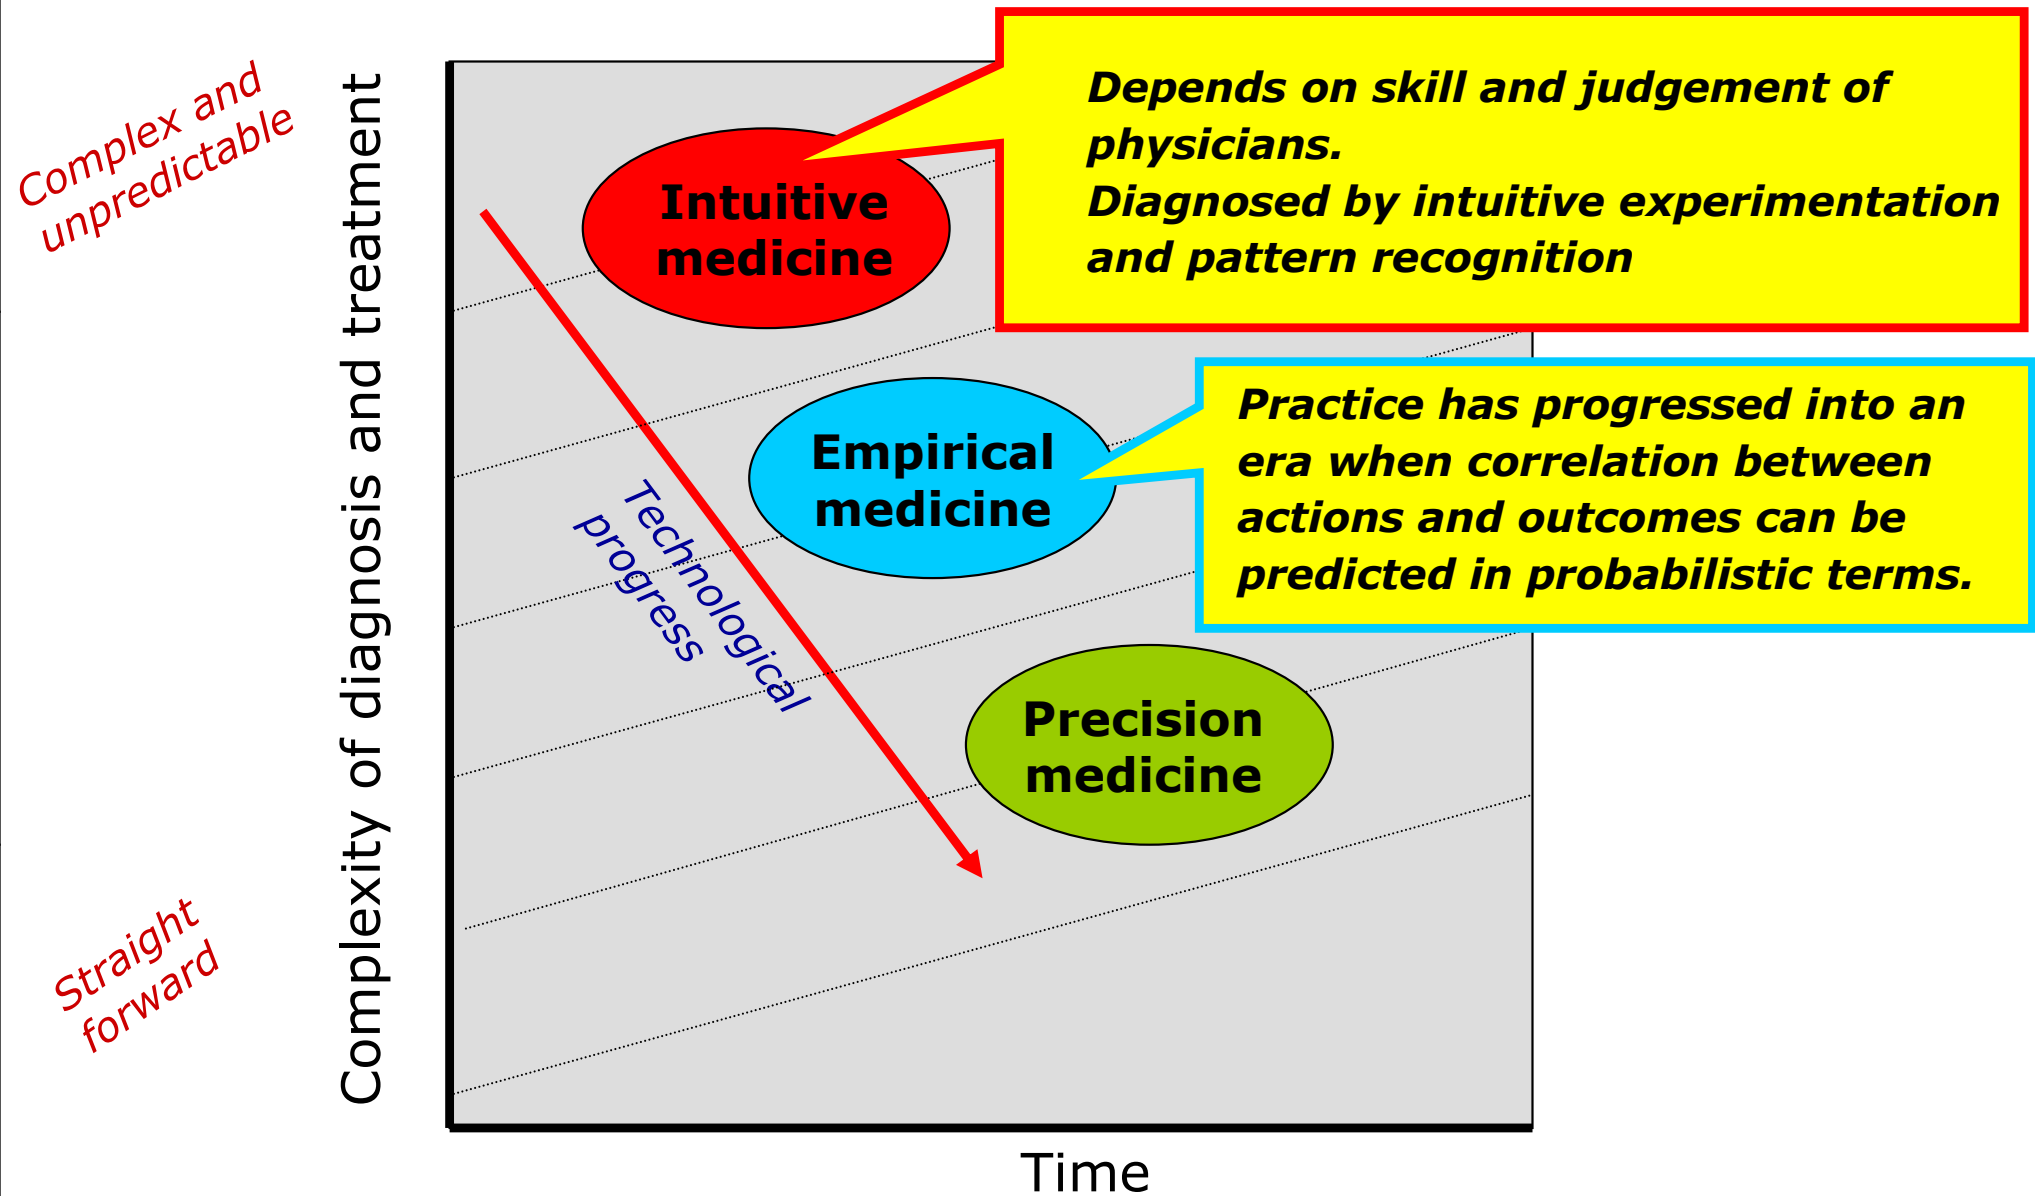 Complex and
unpredictable
Complexity of diagnosis and treatment
Depends on skill and judgement of
physicians.
Diagnosed by intuitive experimentation
and pattern recognition
Intuitive
medicine
Practice has progressed into an
era when correlation between
actions and outcomes can be
predicted in probabilistic terms.
Empirical
medicine
Technological
progress
Precision
medicine
Straight
forward
Time